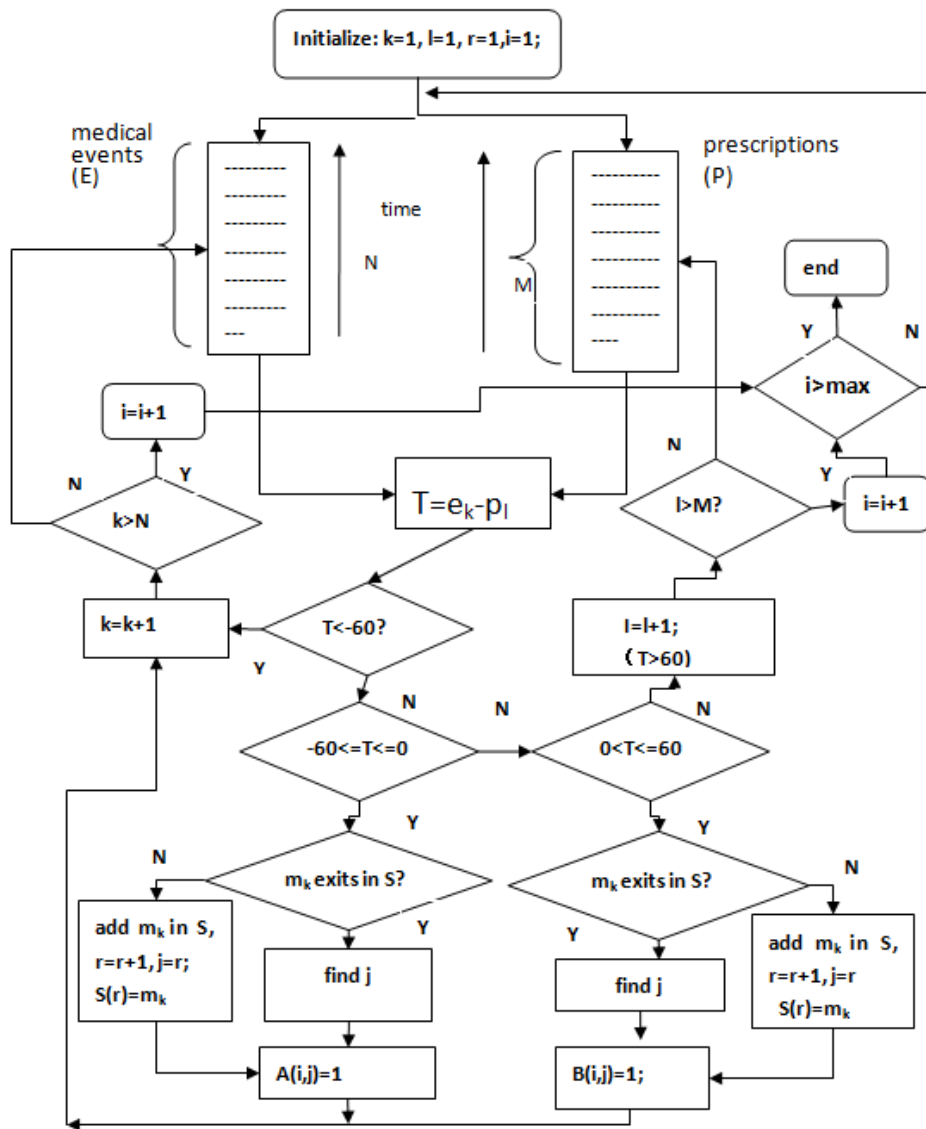 Initialize: k=1, l=1, r=1,i=1;
medical
events
(E)
prescriptions
(P)
time
N
M
end
Y
N
i>max
i=i+1
N
Y
k>N
T=eₖ-pₗ
N
l>M?
Y
i=i+1
k=k+1
T<-60?
Y
I=l+1;
(T>60)
N
N
N
-60<=T<=0
0<T<=60
Y
Y
N
mₖ exits in S?
mₖ exits in S?
N
Y
Y
add mₖ in S,
r=r+1, j=r;
S(r)=mₖ
find j
find j
add mₖ in S,
r=r+1, j=r
S(r)=mₖ
A(i,j)=1
B(i,j)=1;